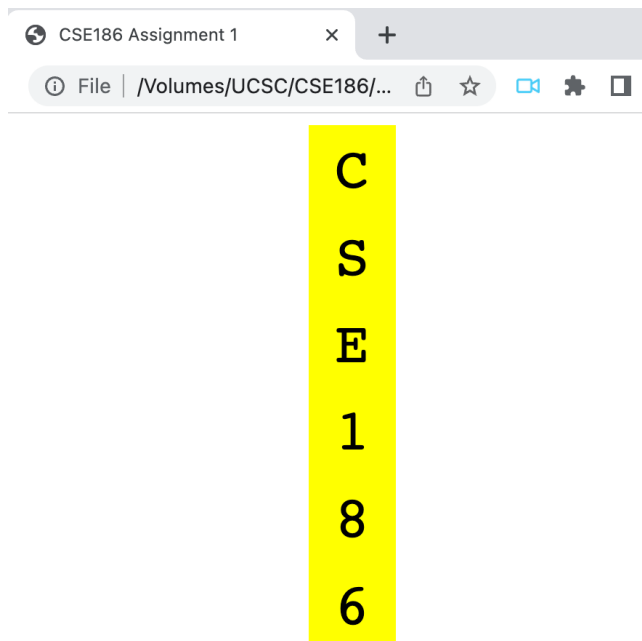 CSE186 Assignment 1
File | /Volumes/UCSC/CSE186/...
C
S
E
1
8
6